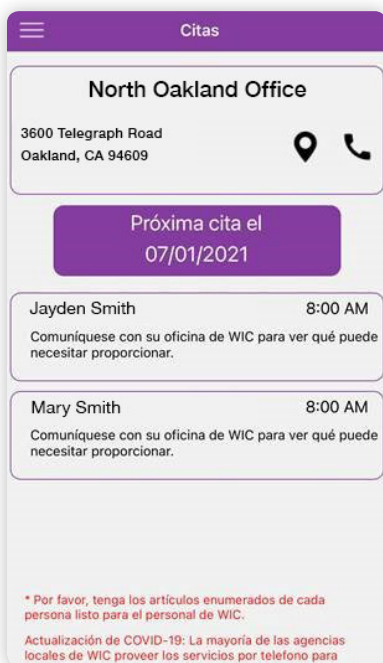 Citas
North Oakland Office
3600 Telegraph Road
Oakland, CA 94609
Próxima cita el
07/01/2021
Jayden Smith 8:00 AM
Comuníquese con su oficina de WIC para ver qué puede
necesitar proporcionar.
Mary Smith 8:00 AM
Comuníquese con su oficina de WIC para ver qué puede
necesitar proporcionar.
* Por favor, tenga los artículos enumerados de cada
persona listo para el personal de WIC.
Actualización de COVID-19: La mayoría de las agencias
locales de WIC proveer los servicios por telefono para